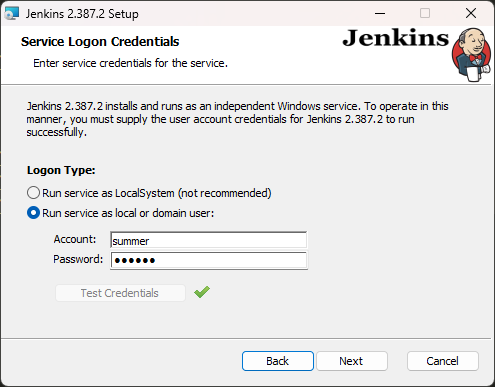 Jenkins 2.387.2 Setup
Service Logon Credentials
Enter service credentials for the service.
Jenkins
Jenkins 2.387.2 installs and runs as an independent Windows service. To operate in this
manner, you must supply the user account credentials for Jenkins 2.387.2 to run
successfully.
Logon Type:
Run service as LocalSystem (not recommended)
Run service as local or domain user:
Account: summer
Password: ••••••
Test Credentials
Back Next Cancel